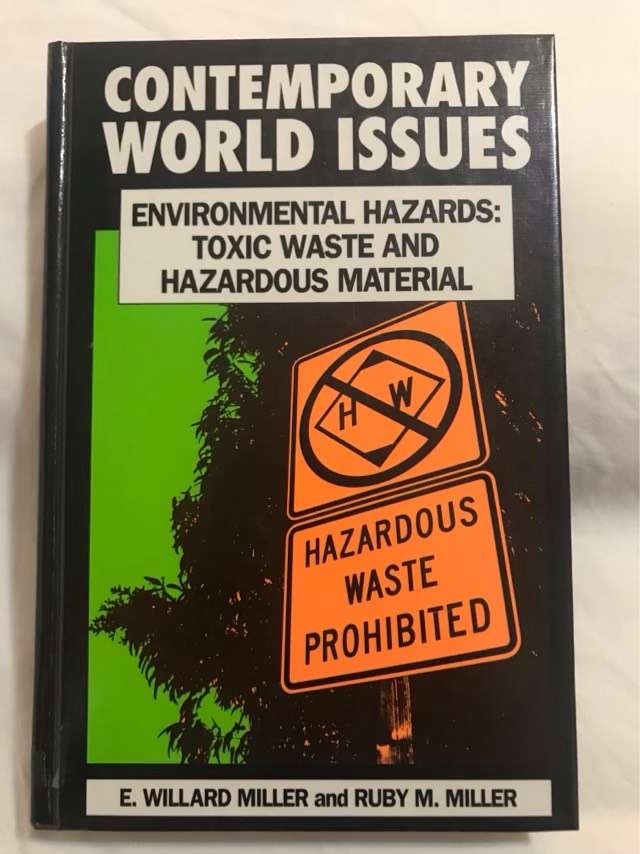 CONTEMPORARY
WORLD ISSUES
ENVIRONMENTAL HAZARDS:
TOXIC WASTE AND
HAZARDOUS MATERIAL
H W
HAZARDOUS
WASTE
PROHIBITED
E. WILLARD MILLER and RUBY M. MILLER